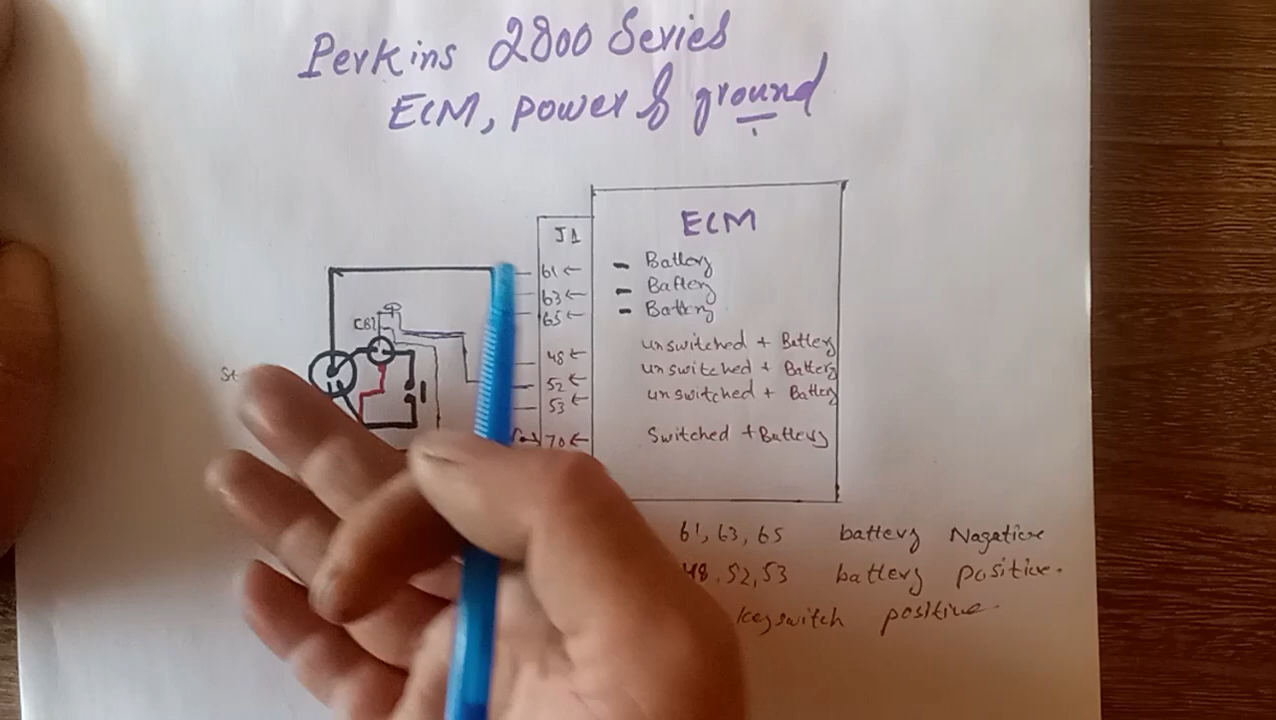 Perkins 2800 Series
ECM, power & ground
ECM
J1
61 - Battery
63 - Battery
65 - Battery
CB1
48 unswitched + Battery
52 unswitched + Battery
53 unswitched + Battery
70 Switched + Battery
61, 63, 65 battery Nagative
48, 52, 53 battery positive.
keyswitch positive